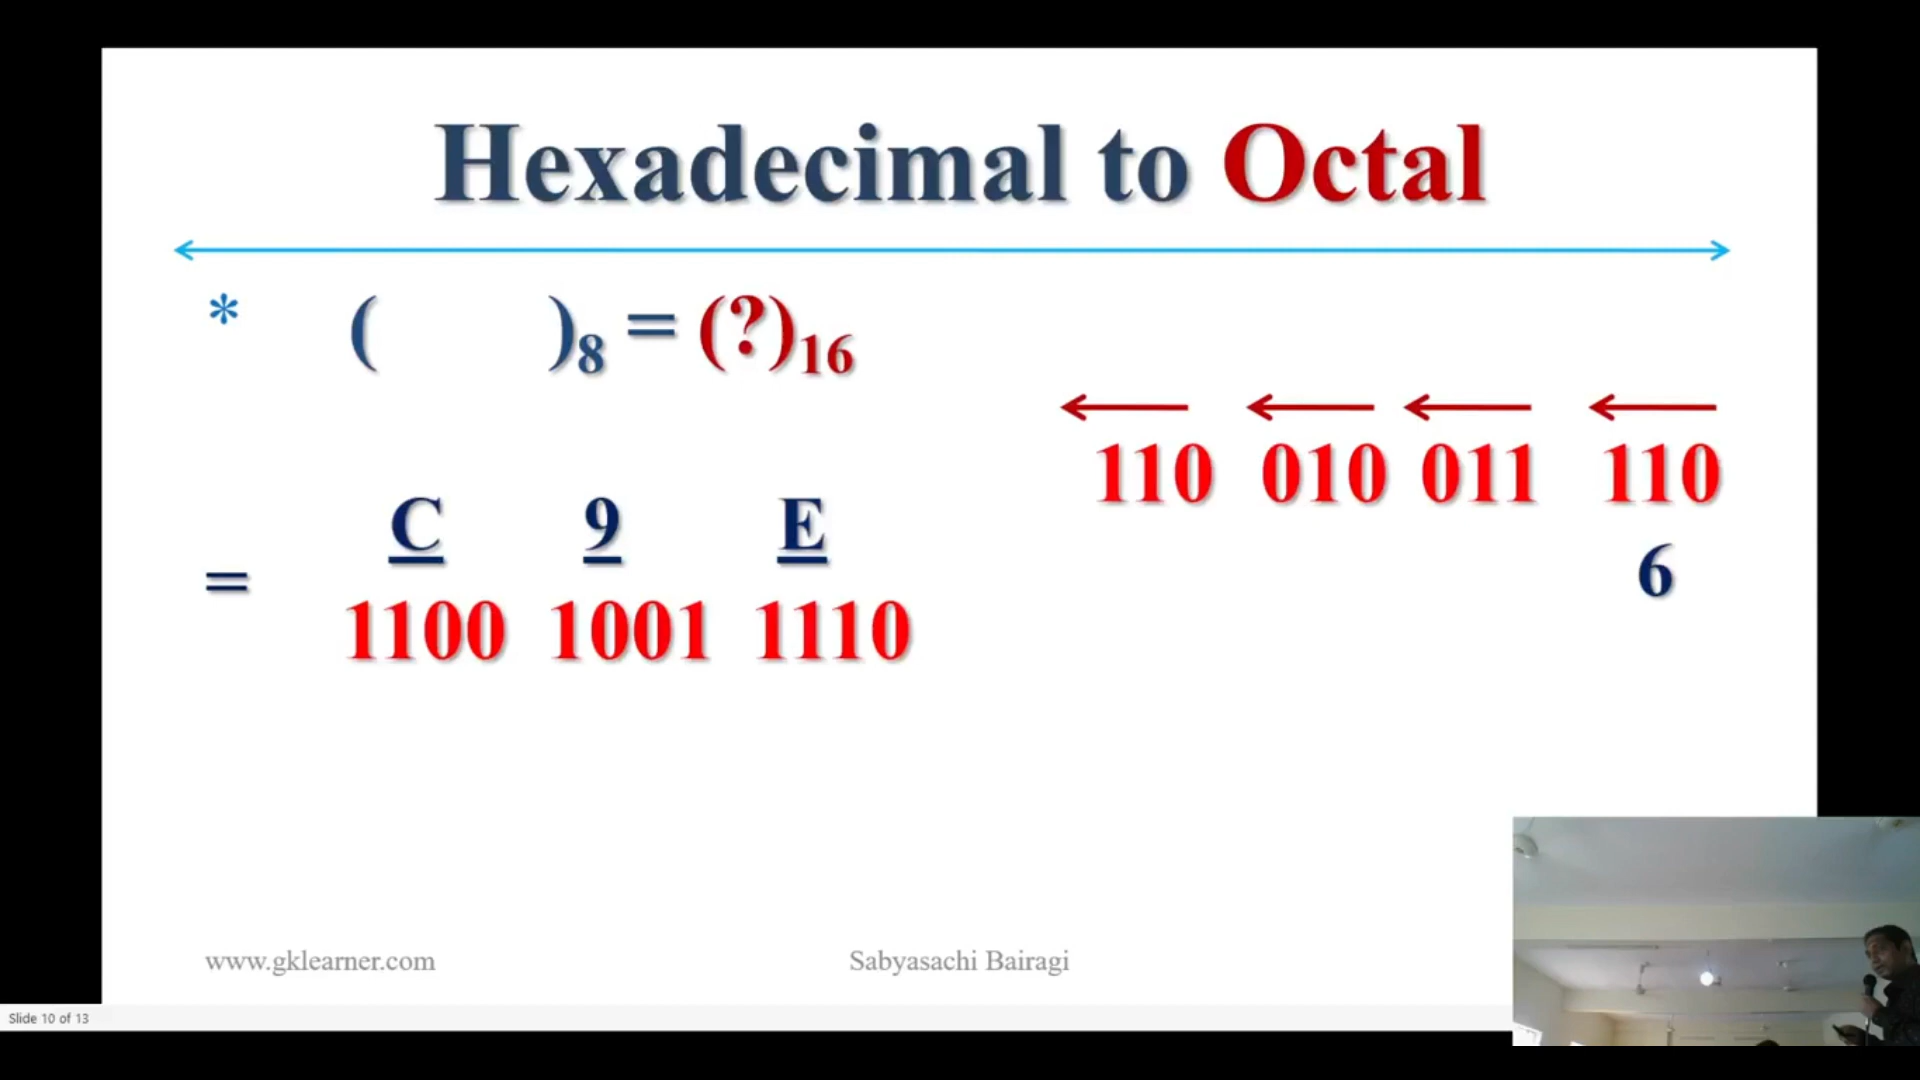 Hexadecimal to Octal
* ( )8 = (?)16
110 010 011 110
C 9 E
6
=
1100 1001 1110
www.gklearner.com
Sabyasachi Bairagi
Slide 10 of 13